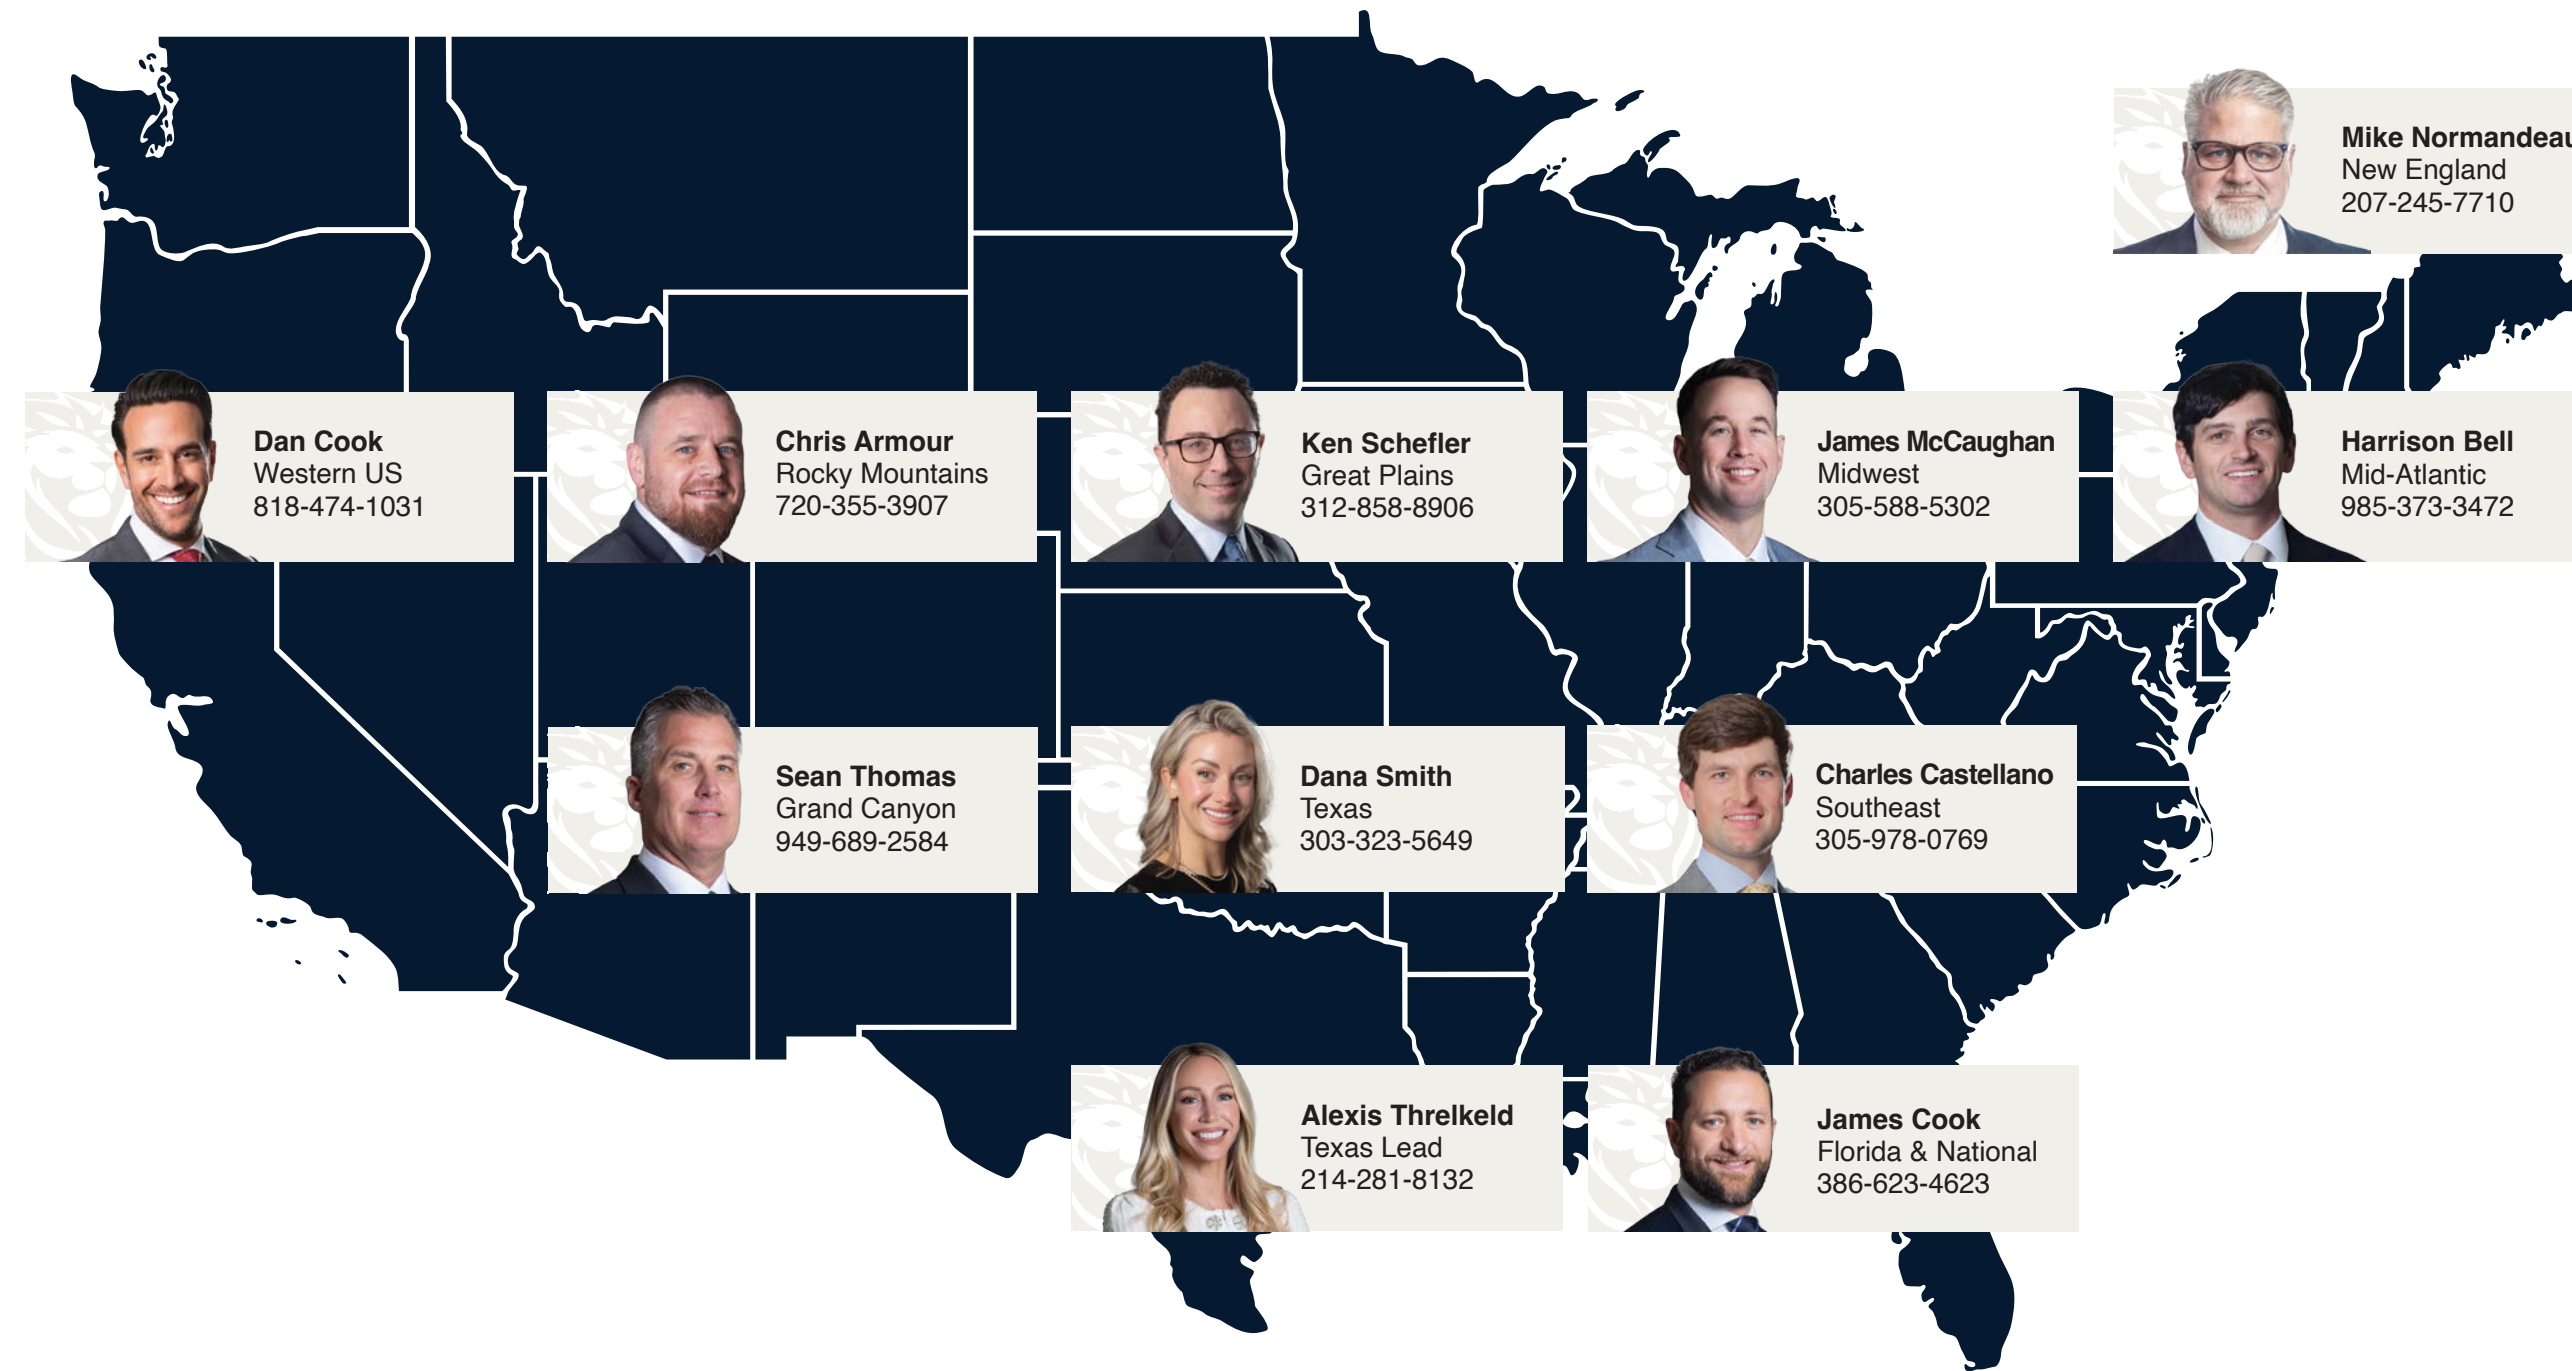 Mike Normandeau
New England
207-245-7710
Dan Cook
Western US
818-474-1031
Chris Armour
Rocky Mountains
720-355-3907
Ken Schefler
Great Plains
312-858-8906
James McCaughan
Midwest
305-588-5302
Harrison Bell
Mid-Atlantic
985-373-3472
Sean Thomas
Grand Canyon
949-689-2584
Dana Smith
Texas
303-323-5649
Charles Castellano
Southeast
305-978-0769
Alexis Threlkeld
Texas Lead
214-281-8132
James Cook
Florida & National
386-623-4623